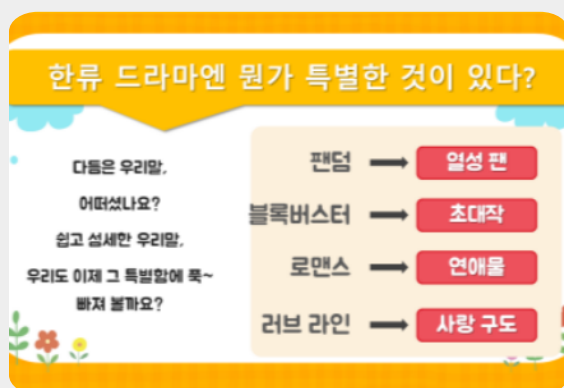 한류 드라마엔 뭔가 특별한 것이 있다?
다듬은 우리말,
어떠셨나요?
쉽고 섬세한 우리말,
우리도 이제 그 특별함에 푹~
빠져 볼까요?
팬덤 → 열성 팬
블록버스터 → 초대작
로맨스 → 연애물
러브 라인 → 사랑 구도